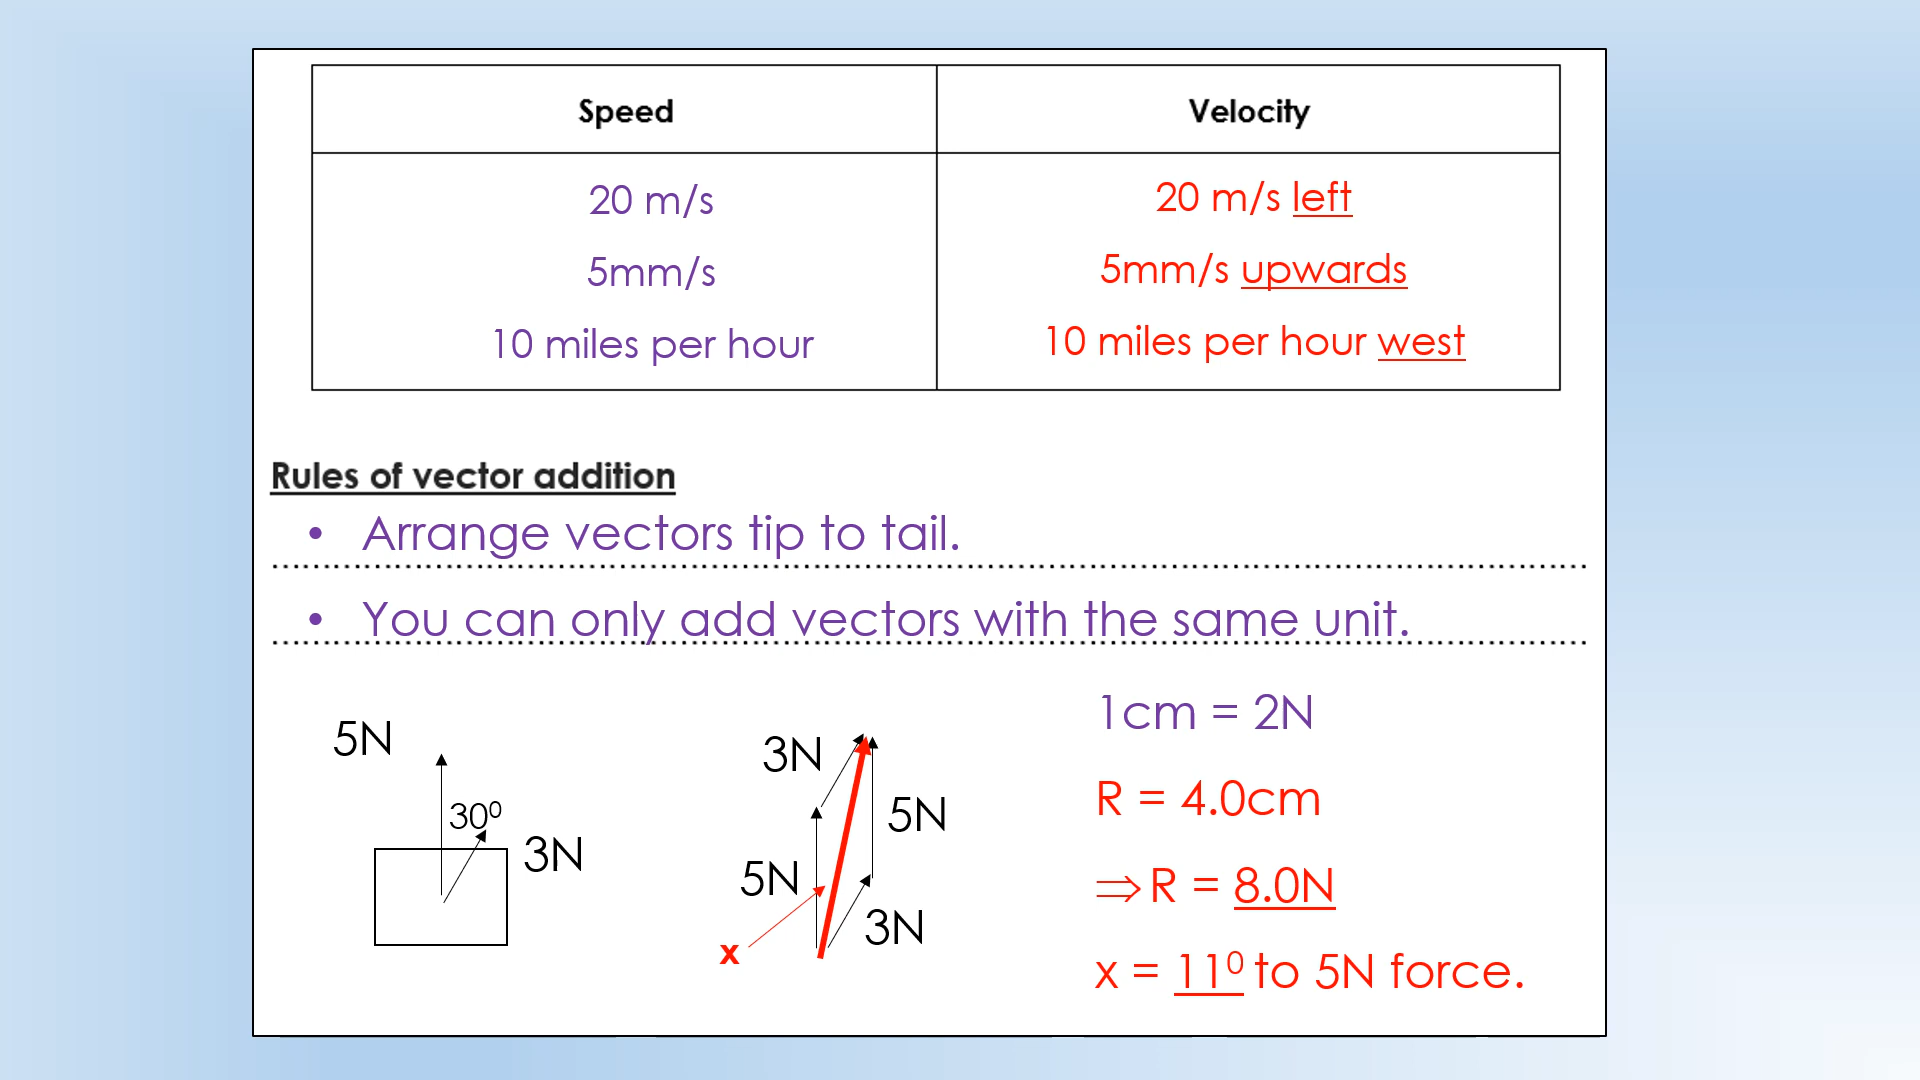 Speed Velocity
20 m/s 20 m/s left
5mm/s 5mm/s upwards
10 miles per hour 10 miles per hour west
Rules of vector addition
• Arrange vectors tip to tail.
• You can only add vectors with the same unit.
5N
30⁰
3N
3N
5N
5N
3N
x
1cm = 2N
R = 4.0cm
⇒R = 8.0N
x = 11⁰ to 5N force.